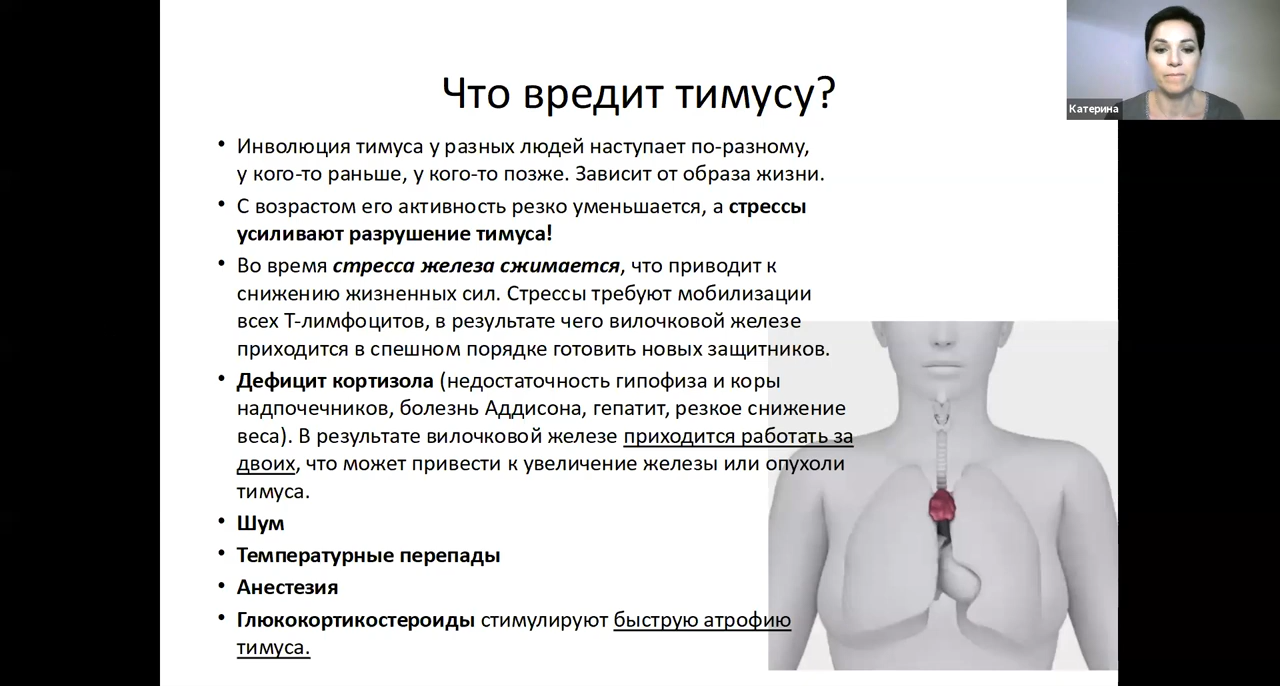 Что вредит тимусу?
Катерина
• Инволюция тимуса у разных людей наступает по-разному,
у кого-то раньше, у кого-то позже. Зависит от образа жизни.
• С возрастом его активность резко уменьшается, а стрессы
усиливают разрушение тимуса!
• Во время стресса железа сжимается, что приводит к
снижению жизненных сил. Стрессы требуют мобилизации
всех Т-лимфоцитов, в результате чего вилочковой железе
приходится в спешном порядке готовить новых защитников.
• Дефицит кортизола (недостаточность гипофиза и коры
надпочечников, болезнь Аддисона, гепатит, резкое снижение
веса). В результате вилочковой железе приходится работать за
двоих, что может привести к увеличение железы или опухоли
тимуса.
• Шум
• Температурные перепады
• Анестезия
• Глюкокортикостероиды стимулируют быструю атрофию
тимуса.